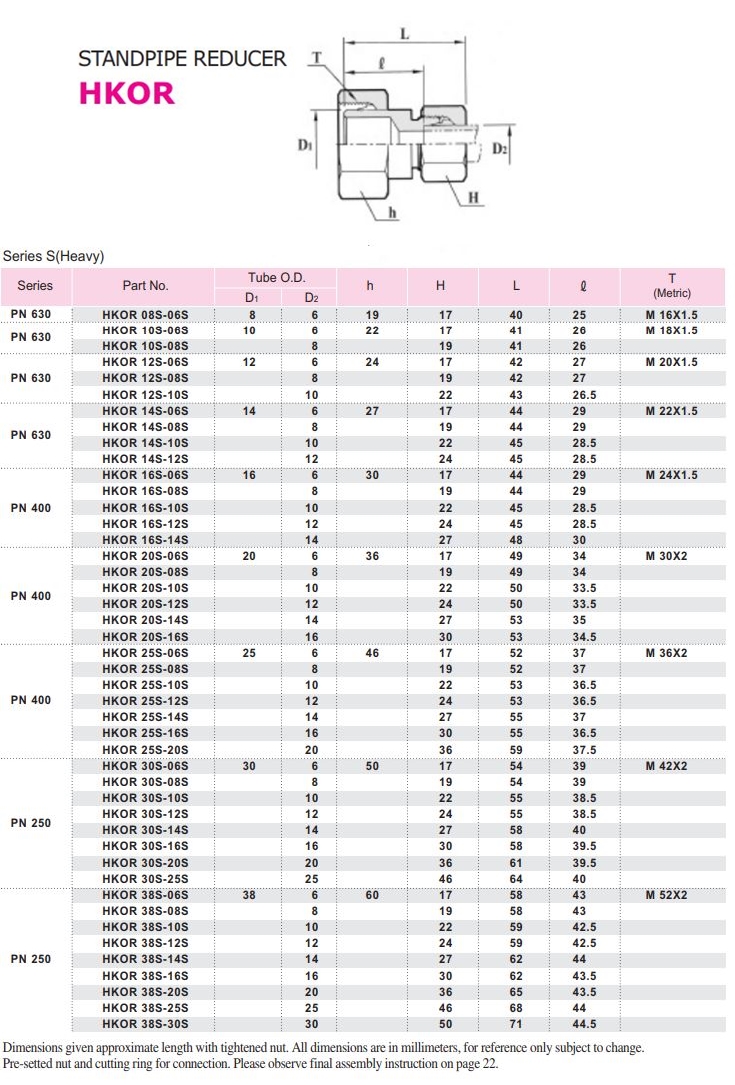 STANDPIPE REDUCER
HKOR
L
T
ℓ
D1
D2
H
h
Series S(Heavy)
Series Part No. Tube O.D. h H L ℓ T
(Metric)
D1 D2
PN 630 HKOR 08S-06S 8 6 19 17 40 25 M 16X1.5
PN 630 HKOR 10S-06S 10 6 22 17 41 26 M 18X1.5
HKOR 10S-08S 8 19 41 26
PN 630 HKOR 12S-06S 12 6 24 17 42 27 M 20X1.5
HKOR 12S-08S 8 19 42 27
HKOR 12S-10S 10 22 43 26.5
PN 630 HKOR 14S-06S 14 6 27 17 44 29 M 22X1.5
HKOR 14S-08S 8 19 44 29
HKOR 14S-10S 10 22 45 28.5
HKOR 14S-12S 12 24 45 28.5
PN 400 HKOR 16S-06S 16 6 30 17 44 29 M 24X1.5
HKOR 16S-08S 8 19 44 29
HKOR 16S-10S 10 22 45 28.5
HKOR 16S-12S 12 24 45 28.5
HKOR 16S-14S 14 27 48 30
PN 400 HKOR 20S-06S 20 6 36 17 49 34 M 30X2
HKOR 20S-08S 8 19 49 34
HKOR 20S-10S 10 22 50 33.5
HKOR 20S-12S 12 24 50 33.5
HKOR 20S-14S 14 27 53 35
HKOR 20S-16S 16 30 53 34.5
PN 400 HKOR 25S-06S 25 6 46 17 52 37 M 36X2
HKOR 25S-08S 8 19 52 37
HKOR 25S-10S 10 22 53 36.5
HKOR 25S-12S 12 24 53 36.5
HKOR 25S-14S 14 27 55 37
HKOR 25S-16S 16 30 55 36.5
HKOR 25S-20S 20 36 59 37.5
PN 250 HKOR 30S-06S 30 6 50 17 54 39 M 42X2
HKOR 30S-08S 8 19 54 39
HKOR 30S-10S 10 22 55 38.5
HKOR 30S-12S 12 24 55 38.5
HKOR 30S-14S 14 27 58 40
HKOR 30S-16S 16 30 58 39.5
HKOR 30S-20S 20 36 61 39.5
HKOR 30S-25S 25 46 64 40
PN 250 HKOR 38S-06S 38 6 60 17 58 43 M 52X2
HKOR 38S-08S 8 19 58 43
HKOR 38S-10S 10 22 59 42.5
HKOR 38S-12S 12 24 59 42.5
HKOR 38S-14S 14 27 62 44
HKOR 38S-16S 16 30 62 43.5
HKOR 38S-20S 20 36 65 43.5
HKOR 38S-25S 25 46 68 44
HKOR 38S-30S 30 50 71 44.5
Dimensions given approximate length with tightened nut. All dimensions are in millimeters, for reference only subject to change.
Pre-setted nut and cutting ring for connection. Please observe final assembly instruction on page 22.